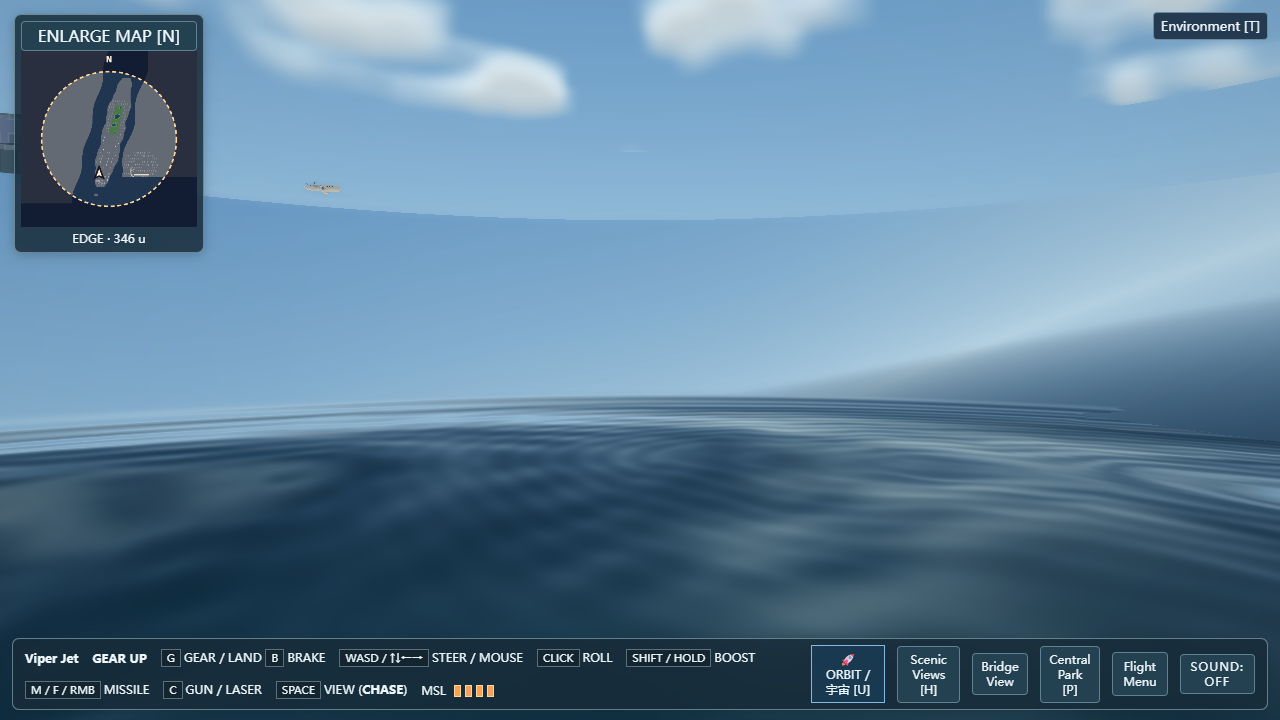 ENLARGE MAP [N]
N
EDGE · 346 u
Environment [T]
Viper Jet GEAR UP G GEAR / LAND B BRAKE WASD / ↑↓←→ STEER / MOUSE CLICK ROLL SHIFT / HOLD BOOST
M / F / RMB MISSILE C GUN / LASER SPACE VIEW (CHASE) MSL
🚀
ORBIT /
宇宙 [U]
Scenic
Views
[H]
Bridge
View
Central
Park
[P]
Flight
Menu
SOUND:
OFF